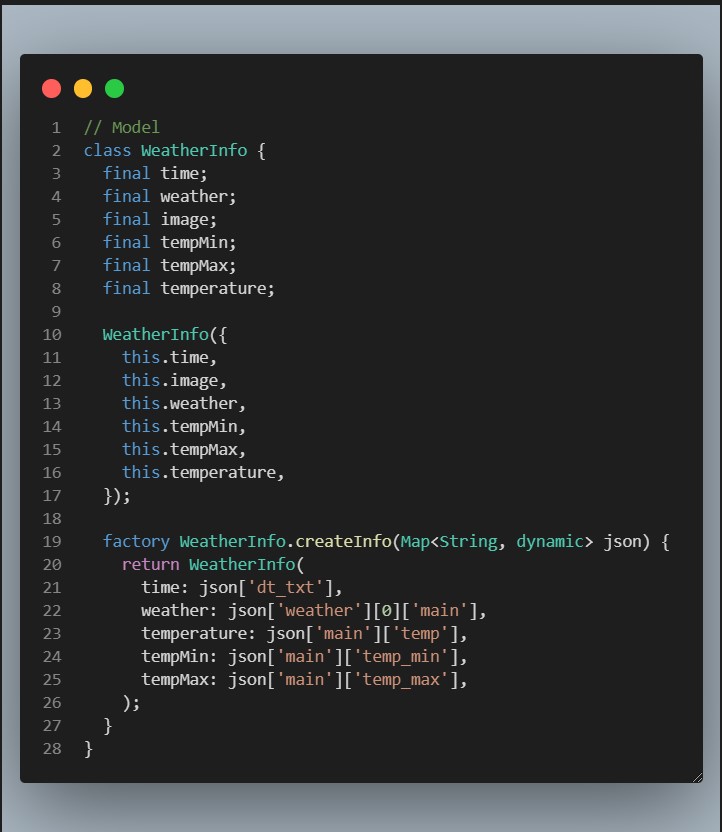 1 // Model
2 class WeatherInfo {
3   final time;
4   final weather;
5   final image;
6   final tempMin;
7   final tempMax;
8   final temperature;
9
10   WeatherInfo({
11     this.time,
12     this.image,
13     this.weather,
14     this.tempMin,
15     this.tempMax,
16     this.temperature,
17   });
18
19   factory WeatherInfo.createInfo(Map<String, dynamic> json) {
20     return WeatherInfo(
21       time: json['dt_txt'],
22       weather: json['weather'][0]['main'],
23       temperature: json['main']['temp'],
24       tempMin: json['main']['temp_min'],
25       tempMax: json['main']['temp_max'],
26     );
27   }
28 }